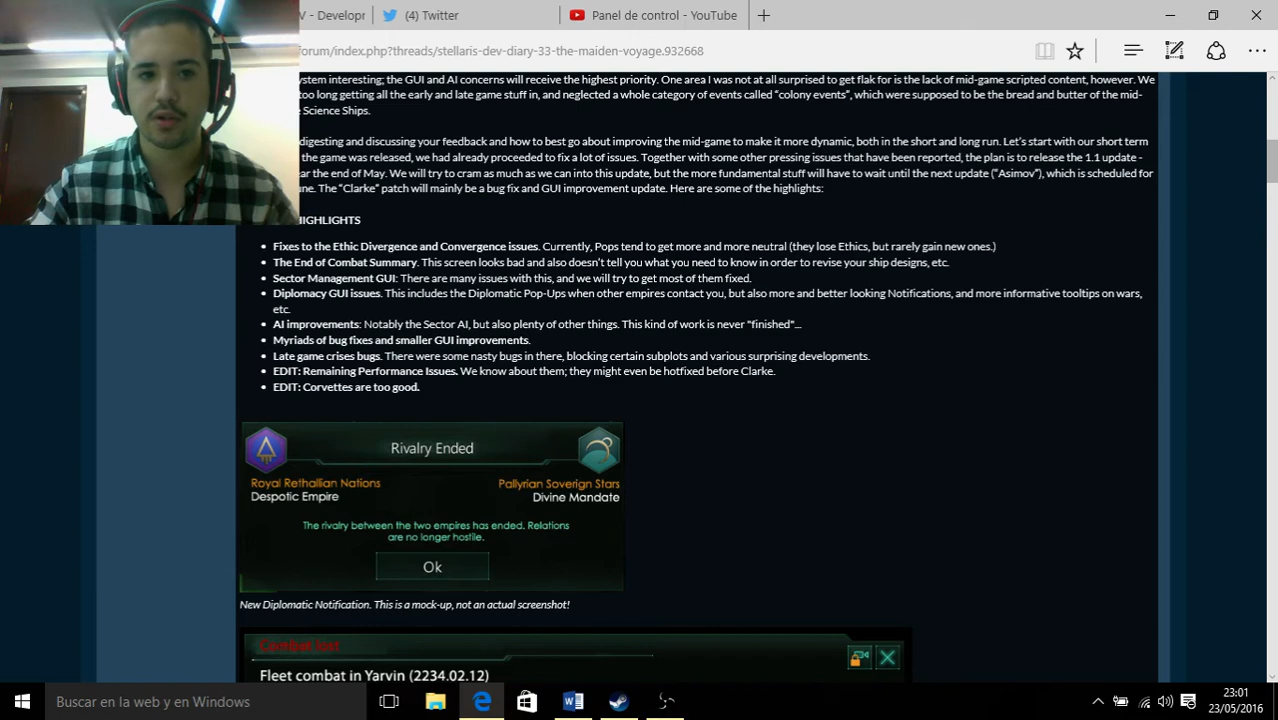 V - Developr
(4) Twitter
Panel de control - YouTube
forum/index.php?threads/stellaris-dev-diary-33-the-maiden-voyage.932668
ystem interesting; the GUI and AI concerns will receive the highest priority. One area I was not at all surprised to get flak for is the lack of mid-game scripted content, however. We
too long getting all the early and late game stuff in, and neglected a whole category of events called "colony events", which were supposed to be the bread and butter of the mid-
e Science Ships.
digesting and discussing your feedback and how to best go about improving the mid-game to make it more dynamic, both in the short and long run. Let's start with our short term
the game was released, we had already proceeded to fix a lot of issues. Together with some other pressing issues that have been reported, the plan is to release the 1.1 update -
ar the end of May. We will try to cram as much as we can into this update, but the more fundamental stuff will have to wait until the next update ("Asimov"), which is scheduled for
ne. The "Clarke" patch will mainly be a bug fix and GUI improvement update. Here are some of the highlights:
HIGHLIGHTS
Fixes to the Ethic Divergence and Convergence issues. Currently, Pops tend to get more and more neutral (they lose Ethics, but rarely gain new ones.)
The End of Combat Summary. This screen looks bad and also doesn't tell you what you need to know in order to revise your ship designs, etc.
Sector Management GUI: There are many issues with this, and we will try to get most of them fixed.
Diplomacy GUI issues. This includes the Diplomatic Pop-Ups when other empires contact you, but also more and better looking Notifications, and more informative tooltips on wars,
etc.
AI improvements: Notably the Sector AI, but also plenty of other things. This kind of work is never "finished"...
Myriads of bug fixes and smaller GUI improvements.
Late game crises bugs. There were some nasty bugs in there, blocking certain subplots and various surprising developments.
EDIT: Remaining Performance Issues. We know about them; they might even be hotfixed before Clarke.
EDIT: Corvettes are too good.
Rivalry Ended
Royal Rethallian Nations
Pallyrian Soverign Stars
Despotic Empire
Divine Mandate
The rivalry between the two empires has ended. Relations
are no longer hostile.
Ok
New Diplomatic Notification. This is a mock-up, not an actual screenshot!
Combat lost
Fleet combat in Yarvin (2234.02.12)
Buscar en la web y en Windows
23:01
23/05/2016